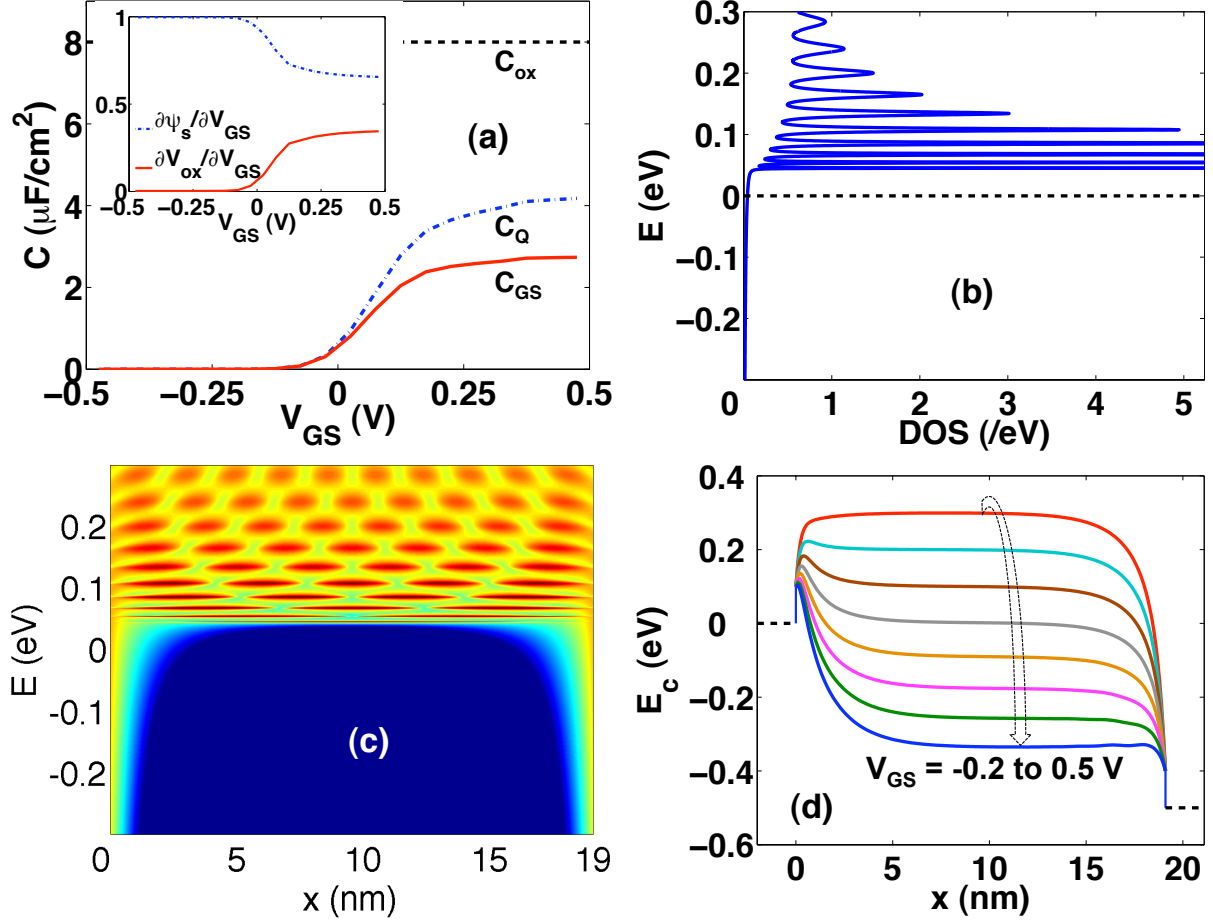 C (μF/cm²)
8
6
4
2
0
-0.5
-0.25
0
0.25
0.5
V_GS (V)
C_ox
(a)
C_Q
C_GS
1
0.5
0
∂ψ_s/∂V_GS
∂V_ox/∂V_GS
-0.5
-0.25
0
0.25
0.5
V_GS (V)
E (eV)
0.3
0.2
0.1
0
-0.1
-0.2
(b)
0
1
2
3
4
5
DOS (/eV)
E (eV)
0.2
0.1
0
-0.1
-0.2
(c)
0
5
10
15
19
x (nm)
E_c (eV)
0.4
0.2
0
-0.2
-0.4
-0.6
V_GS = -0.2 to 0.5 V
(d)
0
5
10
15
20
x (nm)